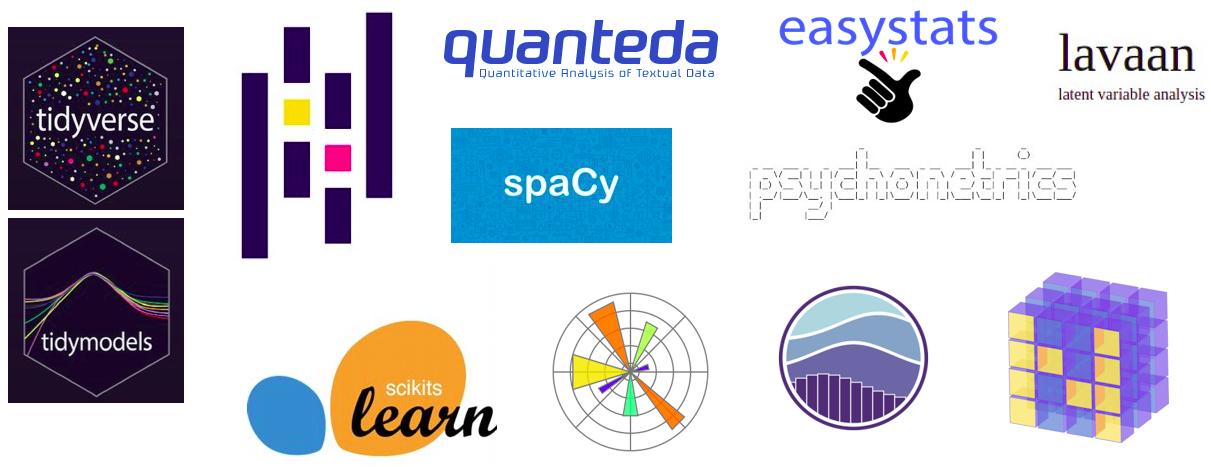 tidyverse
quanteda
Quantitative Analysis of Textual Data
easystats
lavaan
latent variable analysis
spaCy
psychonetrics
tidymodels
scikits
learn